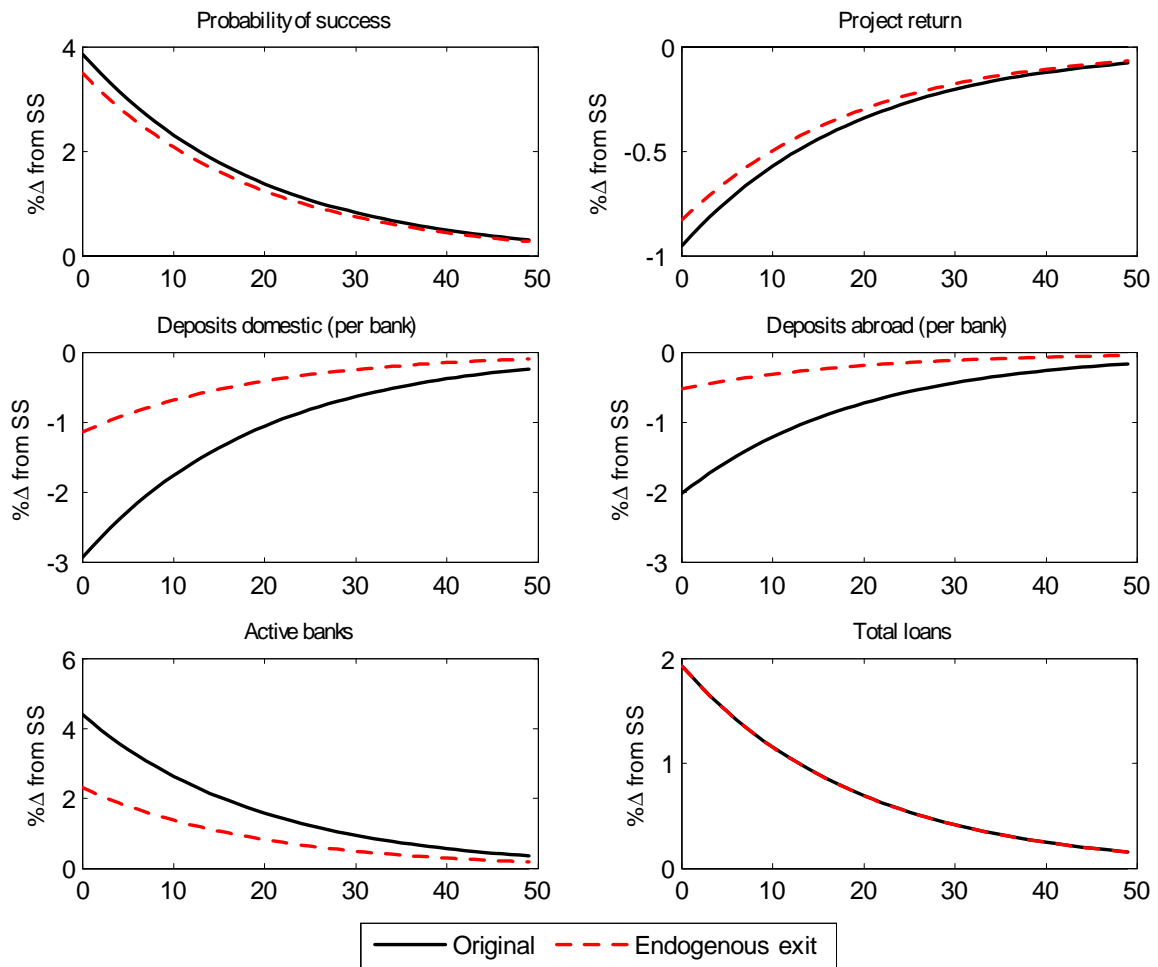 Probability of success
4
2
0
%Δ from SS
0 10 20 30 40 50
Project return
0
-0.5
-1
%Δ from SS
0 10 20 30 40 50
Deposits domestic (per bank)
0
-1
-2
-3
%Δ from SS
0 10 20 30 40 50
Deposits abroad (per bank)
0
-1
-2
-3
%Δ from SS
0 10 20 30 40 50
Active banks
6
4
2
0
%Δ from SS
0 10 20 30 40 50
Total loans
2
1
0
%Δ from SS
0 10 20 30 40 50
Original Endogenous exit